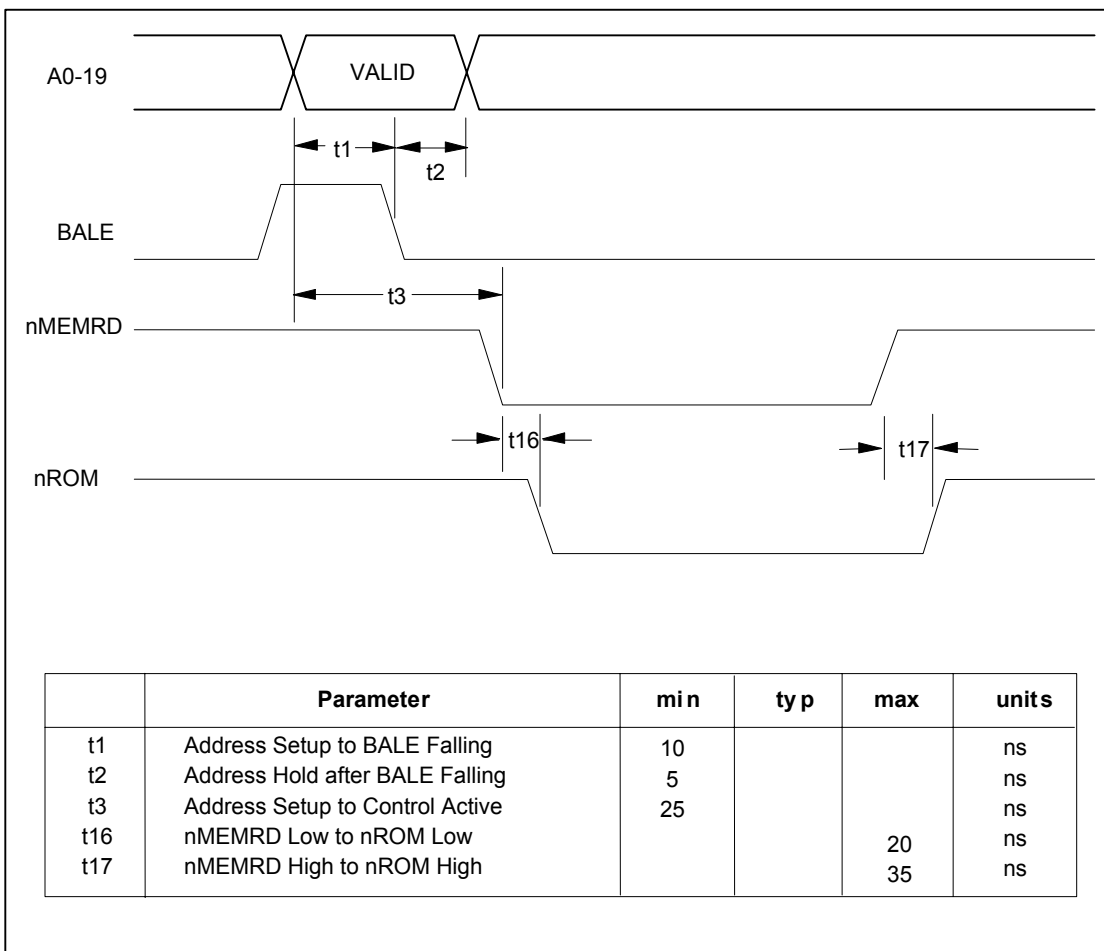 A0-19
VALID
t1
t2
BALE
t3
nMEMRD
t16
t17
nROM
Parameter min typ max units
t1 Address Setup to BALE Falling 10 ns
t2 Address Hold after BALE Falling 5 ns
t3 Address Setup to Control Active 25 ns
t16 nMEMRD Low to nROM Low 20 ns
t17 nMEMRD High to nROM High 35 ns